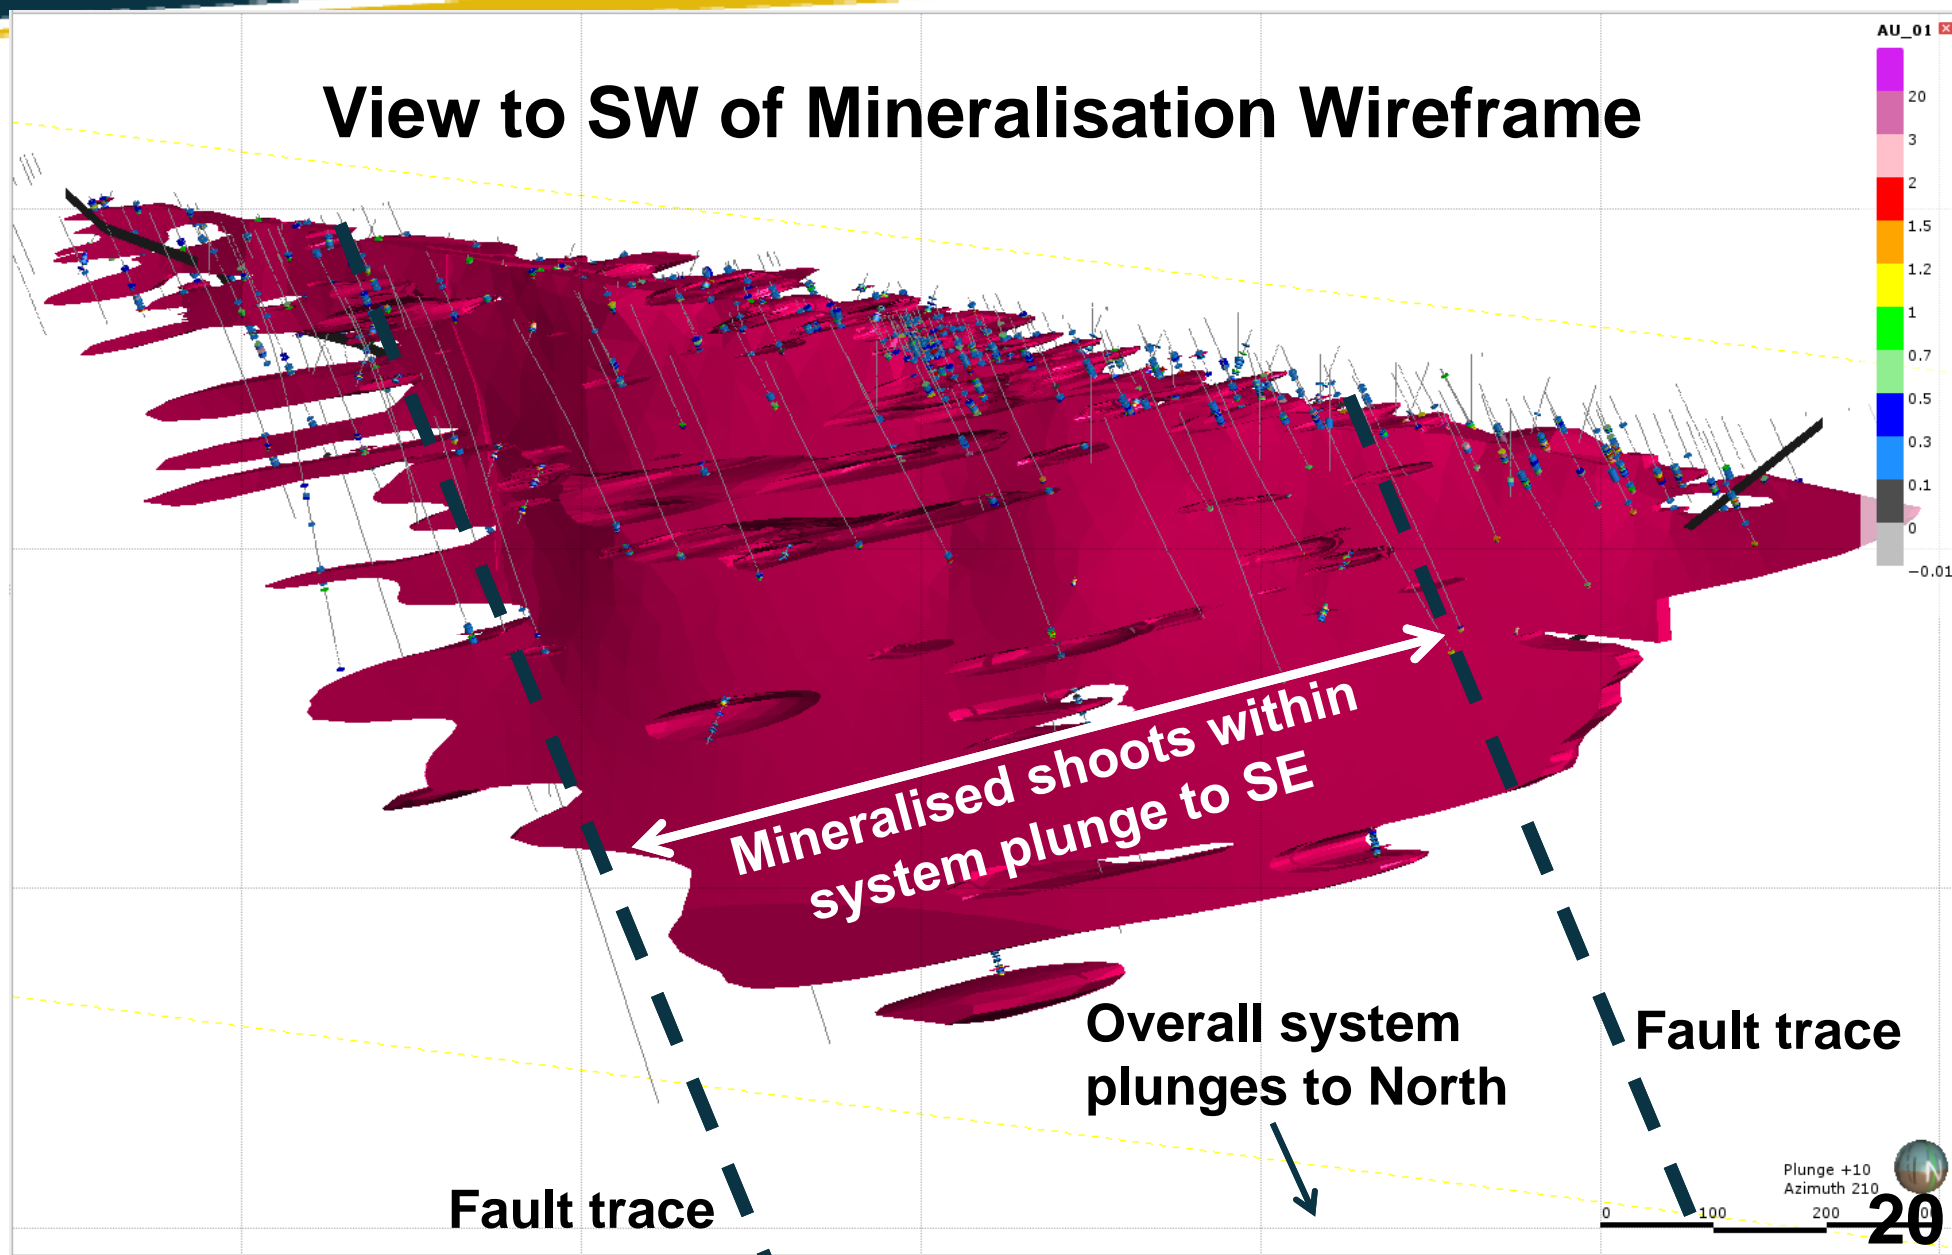 View to SW of Mineralisation Wireframe
AU_01
20
3
2
1.5
1.2
1
0.7
0.5
0.3
0.1
0
−0.01
Mineralised shoots within
system plunge to SE
Overall system
plunges to North
Fault trace
Fault trace
Plunge +10
Azimuth 210
0 100 200
20